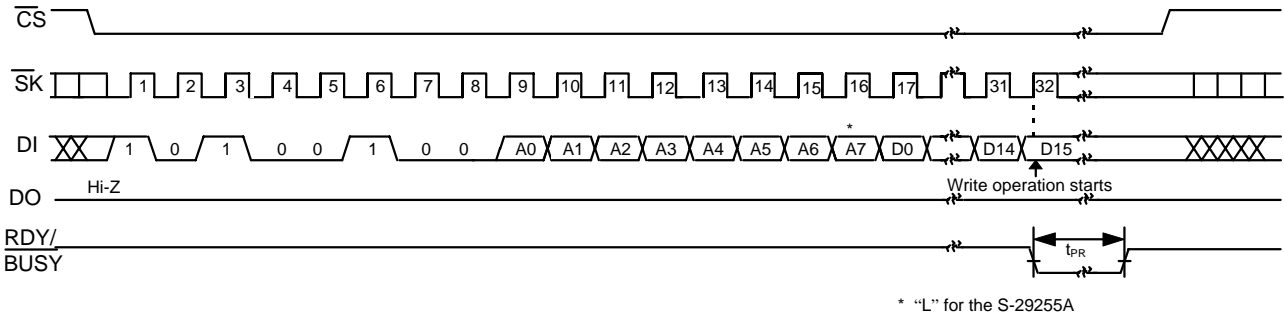 CS
SK 1 2 3 4 5 6 7 8 9 10 11 12 13 14 15 16 17 31 32
*
DI 1 0 1 0 0 1 0 0 A0 A1 A2 A3 A4 A5 A6 A7 D0 D14 D15
Hi-Z
Write operation starts
DO
RDY/
BUSY
tPR
* “L” for the S-29255A